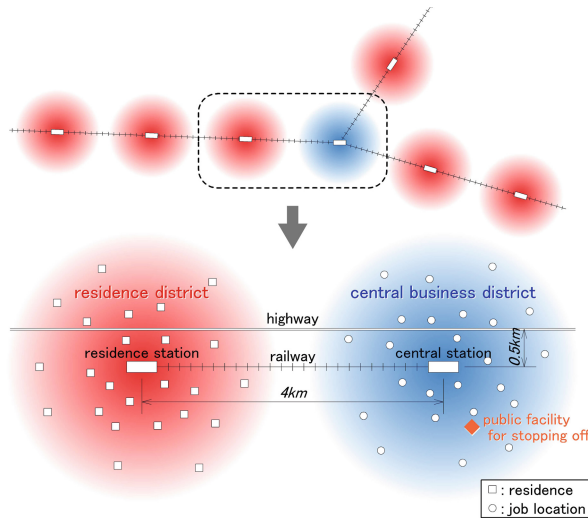 residence district
central business district
highway
residence station
railway
central station
0.5km
4km
public facility
for stopping off
□ : residence
○ : job location